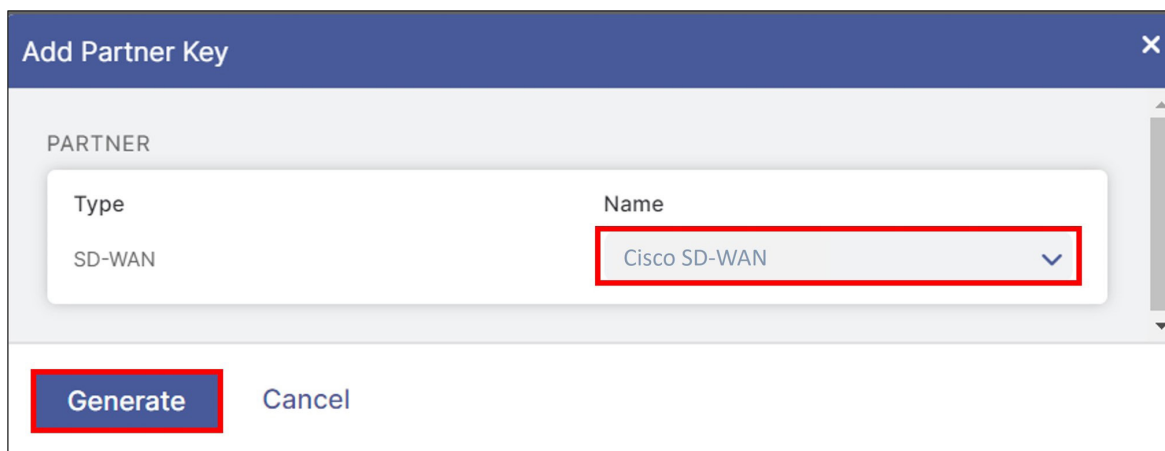 Add Partner Key
PARTNER
Type Name
SD-WAN Cisco SD-WAN
Generate Cancel